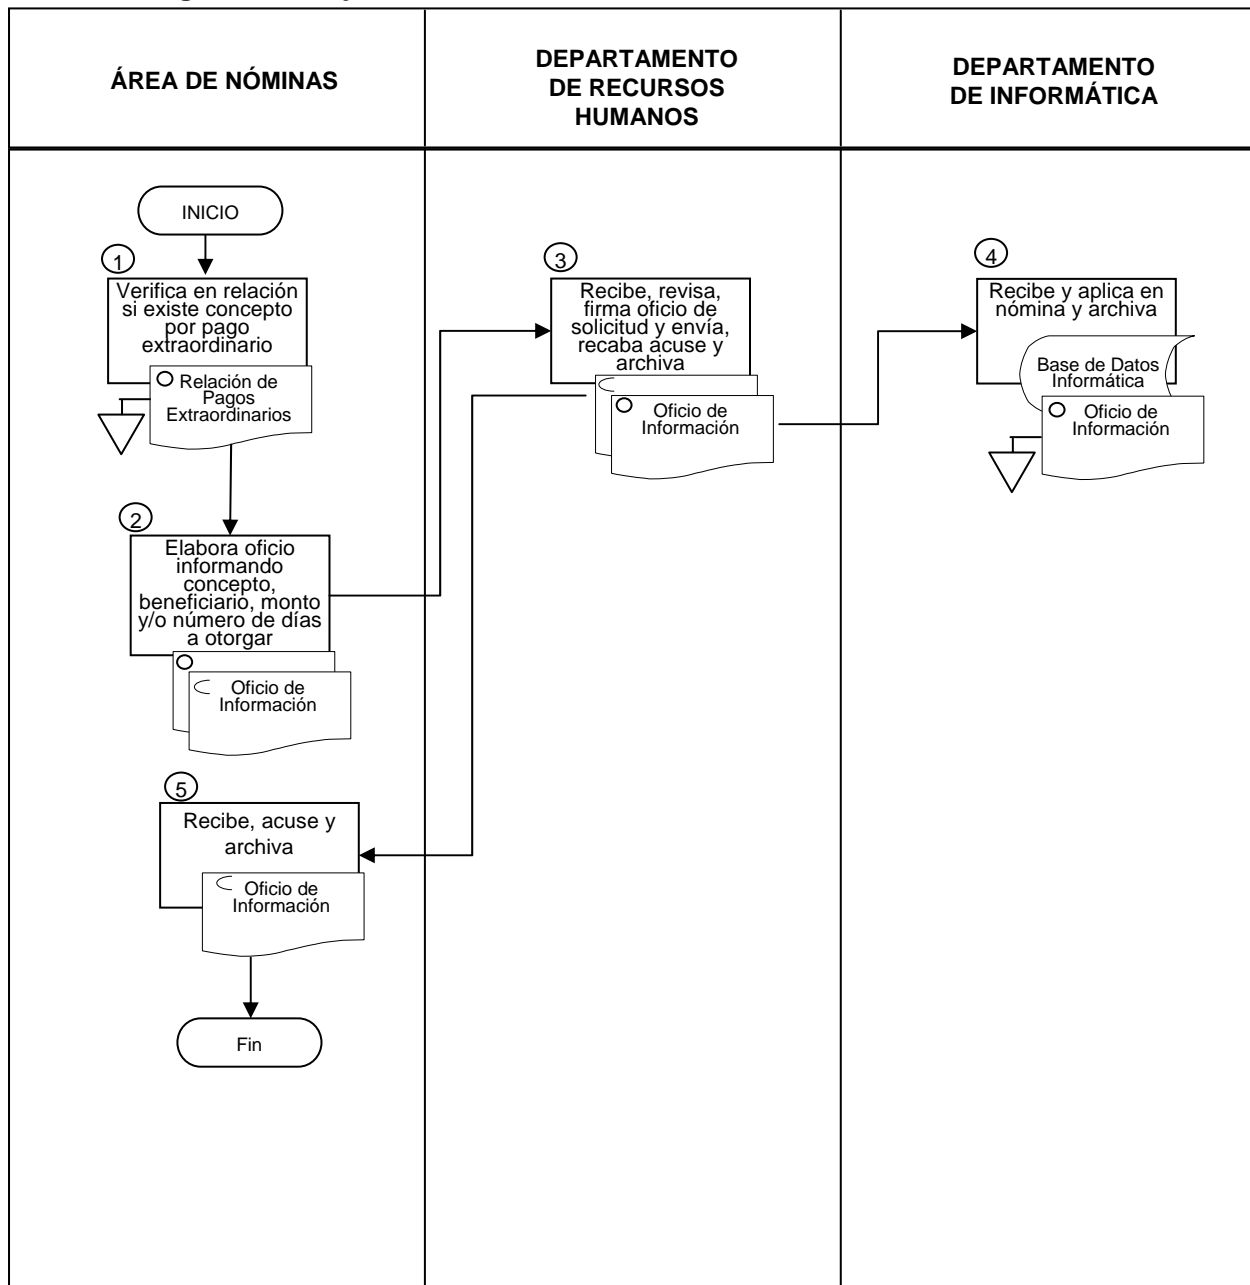 ÁREA DE NÓMINAS
DEPARTAMENTO
DE RECURSOS
HUMANOS
DEPARTAMENTO
DE INFORMÁTICA
INICIO
1
Verifica en relación
si existe concepto
por pago
extraordinario
Relación de
Pagos
Extraordinarios
2
Elabora oficio
informando
concepto,
beneficiario, monto
y/o número de días
a otorgar
Oficio de
Información
3
Recibe, revisa,
firma oficio de
solicitud y envía,
recaba acuse y
archiva
Oficio de
Información
4
Recibe y aplica en
nómina y archiva
Base de Datos
Informática
Oficio de
Información
5
Recibe, acuse y
archiva
Oficio de
Información
Fin